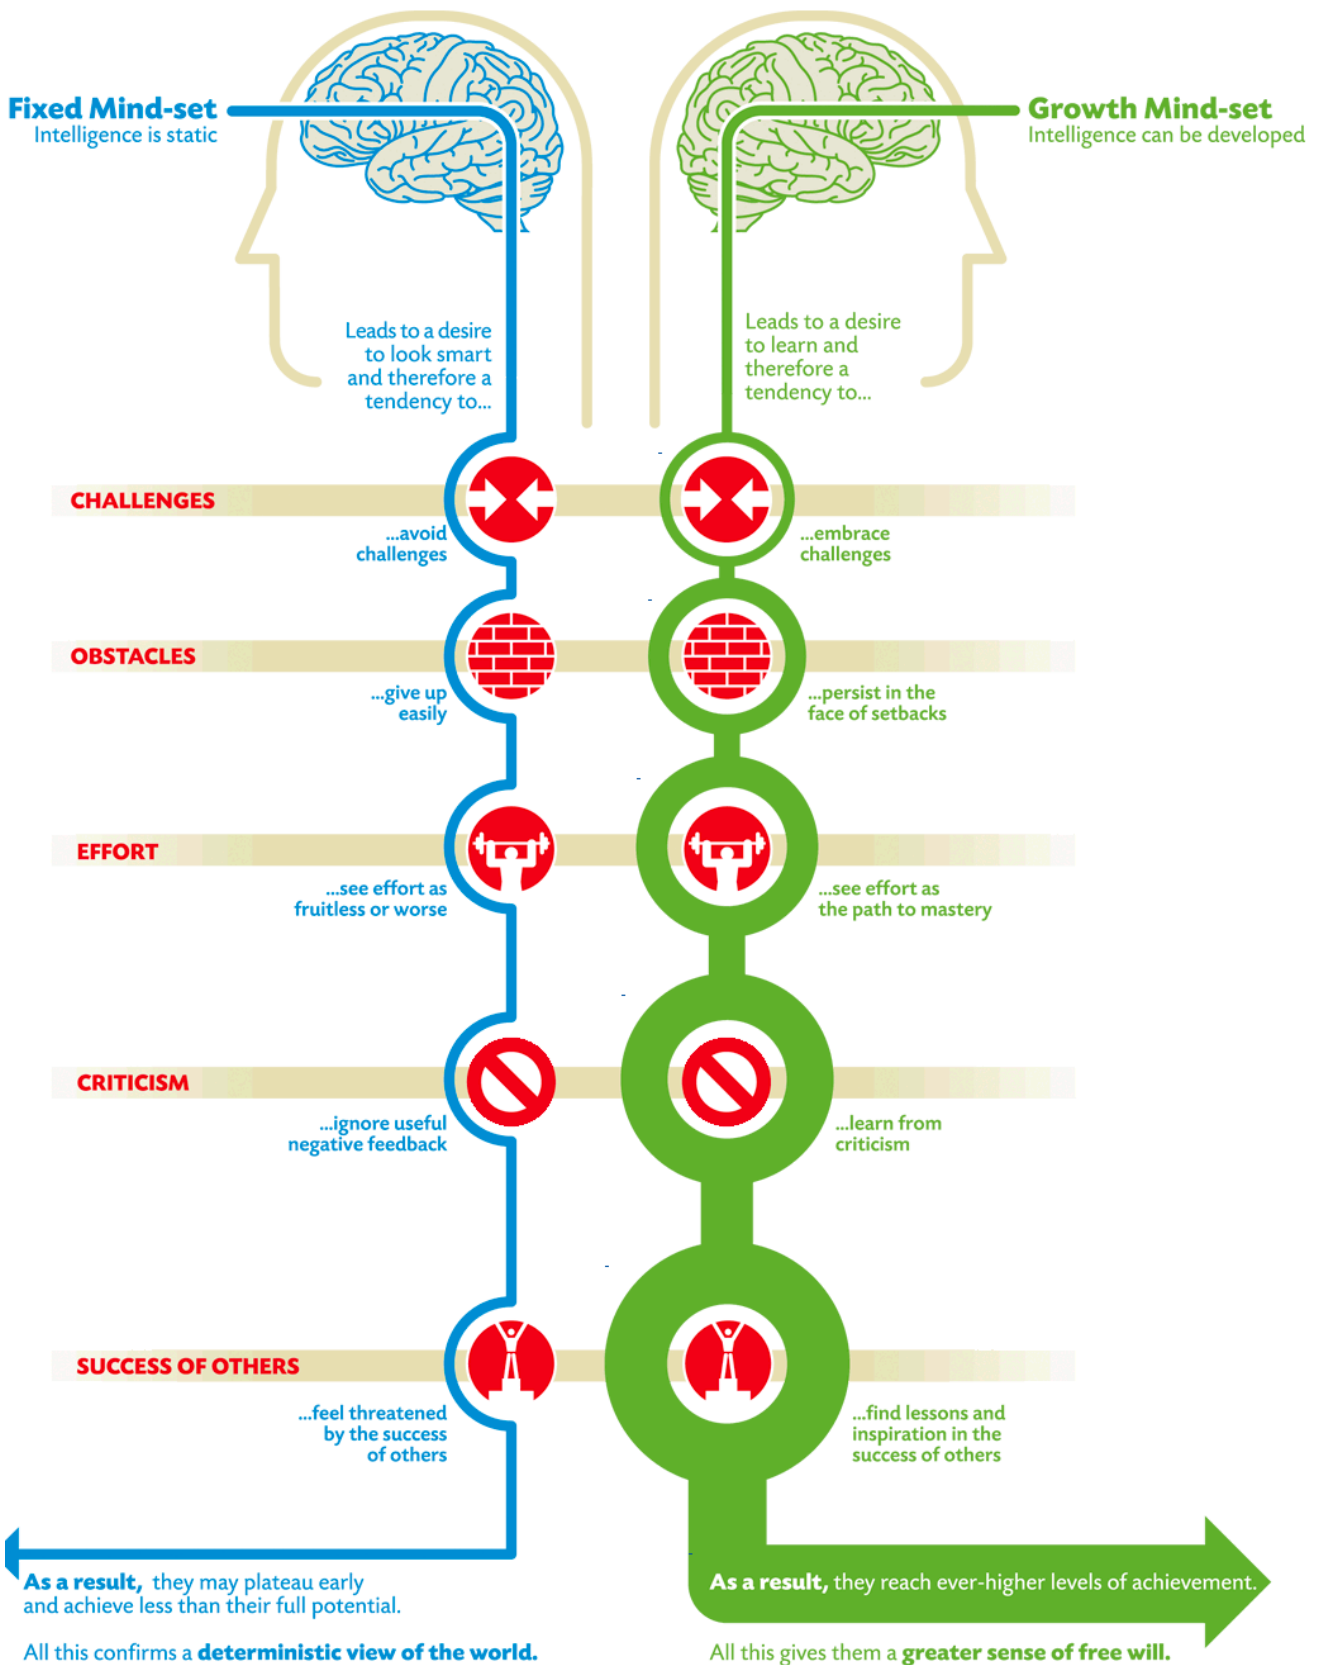 Fixed Mind-set
Intelligence is static
Growth Mind-set
Intelligence can be developed
Leads to a desire
to look smart
and therefore a
tendency to...
Leads to a desire
to learn and
therefore a
tendency to...
CHALLENGES
...avoid
challenges
...embrace
challenges
OBSTACLES
...give up
easily
...persist in the
face of setbacks
EFFORT
...see effort as
fruitless or worse
...see effort as
the path to mastery
CRITICISM
...ignore useful
negative feedback
...learn from
criticism
SUCCESS OF OTHERS
...feel threatened
by the success
of others
...find lessons and
inspiration in the
success of others
As a result, they may plateau early
and achieve less than their full potential.
All this confirms a deterministic view of the world.
As a result, they reach ever-higher levels of achievement.
All this gives them a greater sense of free will.